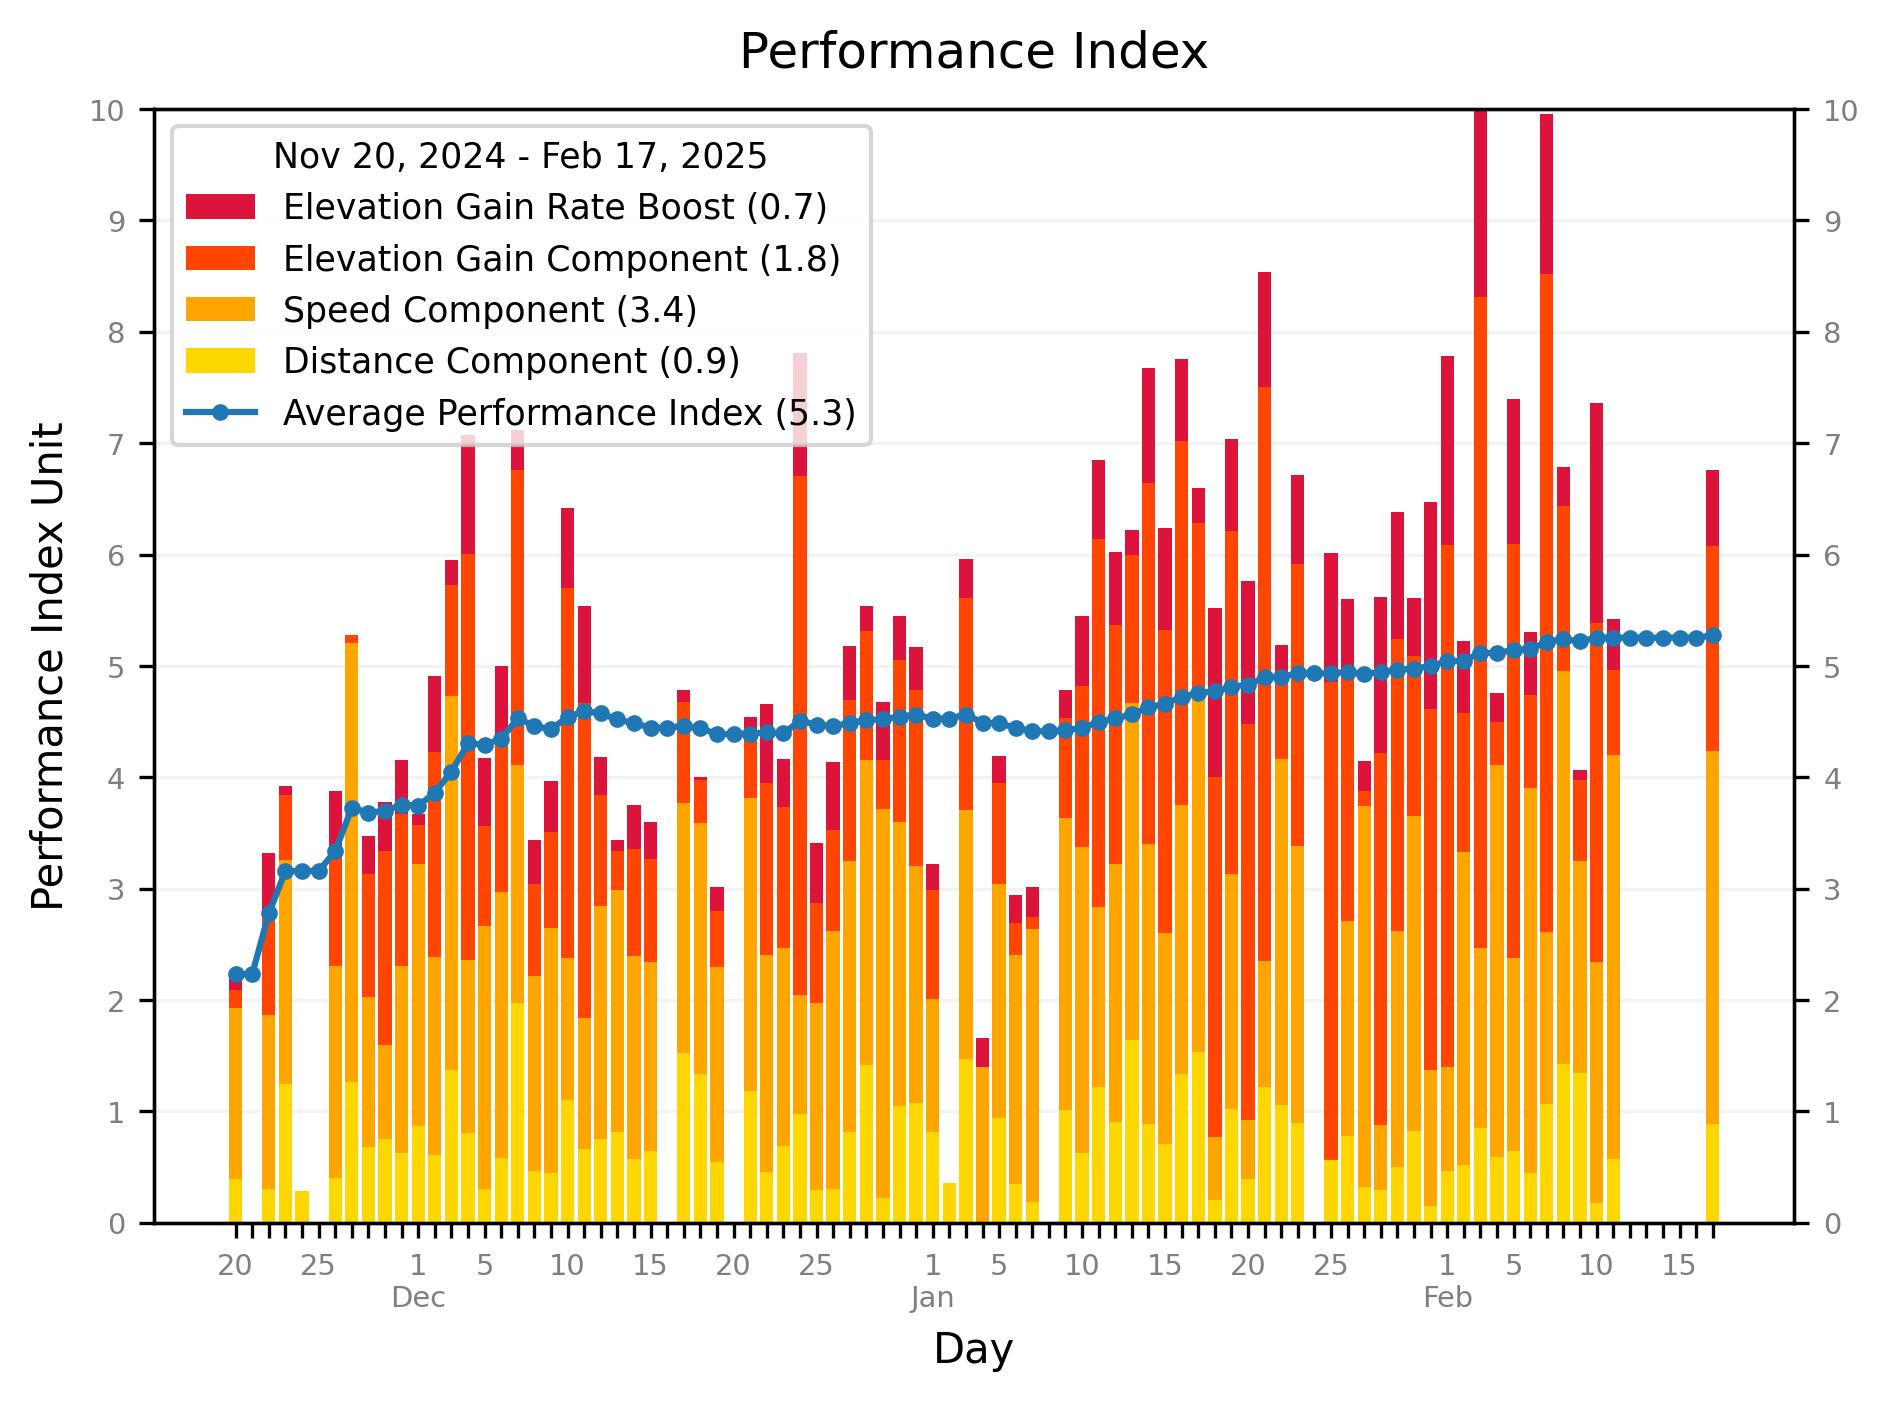 Performance Index
Nov 20, 2024 - Feb 17, 2025
Elevation Gain Rate Boost (0.7)
Elevation Gain Component (1.8)
Speed Component (3.4)
Distance Component (0.9)
Average Performance Index (5.3)
Performance Index Unit
10
9
8
7
6
5
4
3
2
1
0
10
9
8
7
6
5
4
3
2
1
0
20 25 1 5 10 15 20 25 1 5 10 15 20 25 1 5 10 15
Dec Jan Feb
Day